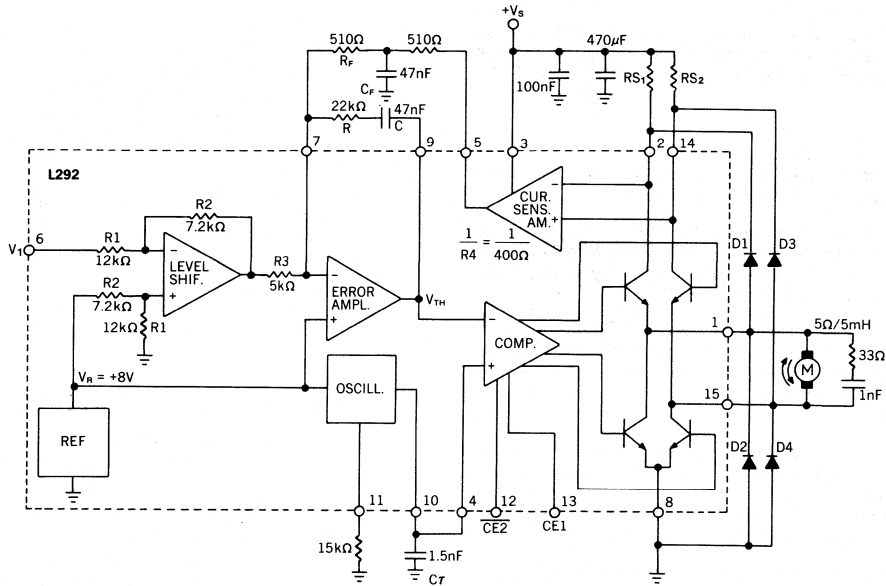 +Vs
510Ω
510Ω
470μF
RF
47nF
CF
100nF
RS1
RS2
22kΩ
47nF
R
C
7
9
5
3
2
14
L292
CUR.
SENS.
AM.
−
+
1
R4
=
1
400Ω
R2
7.2kΩ
6
V1
R1
12kΩ
−
LEVEL
SHIF.
+
R3
5kΩ
R2
7.2kΩ
12kΩ
R1
−
ERROR
AMPL.
+
VTH
−
COMP.
+
D1
D3
1
5Ω/5mH
33Ω
M
1nF
15
VR = +8V
OSCILL.
REF
D2
D4
11
10
4
12
13
8
CE2
CE1
15kΩ
1.5nF
Cτ